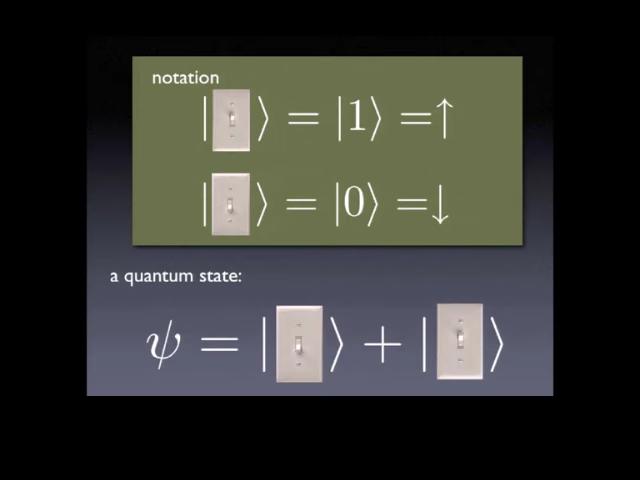 notation
| ⟩ = |1⟩ =↑
| ⟩ = |0⟩ =↓
a quantum state:
ψ = | ⟩ + | ⟩